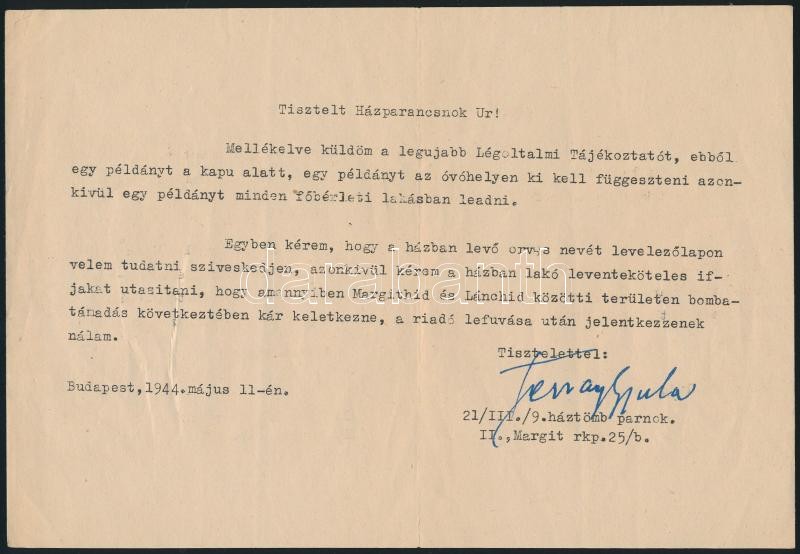 Tisztelt Házparancsnok Ur!
Mellékelve küldöm a legujabb Légoltalmi Tájékoztatót, ebből
egy példányt a kapu alatt, egy példányt az óvóhelyen ki kell függeszteni azon-
kivül egy példányt minden főbérleti lakásban leadni.
Egyben kérem, hogy a házban levő orvos nevét levelezőlapon
velem tudatni sziveskedjen, azonkivül kérem a házban lakó leventeköteles if-
jakat utasitani, hogy amennyiben Margithid és Lánchid közötti területen bomba-
támadás következtében kár keletkezne, a riadó lefuvása után jelentkezzenek
nálam.
Tisztelettel:
Budapest,1944.május 11-én.
21/III./9.háztömb parnok.
II.,Margit rkp.25/b.
darabanth